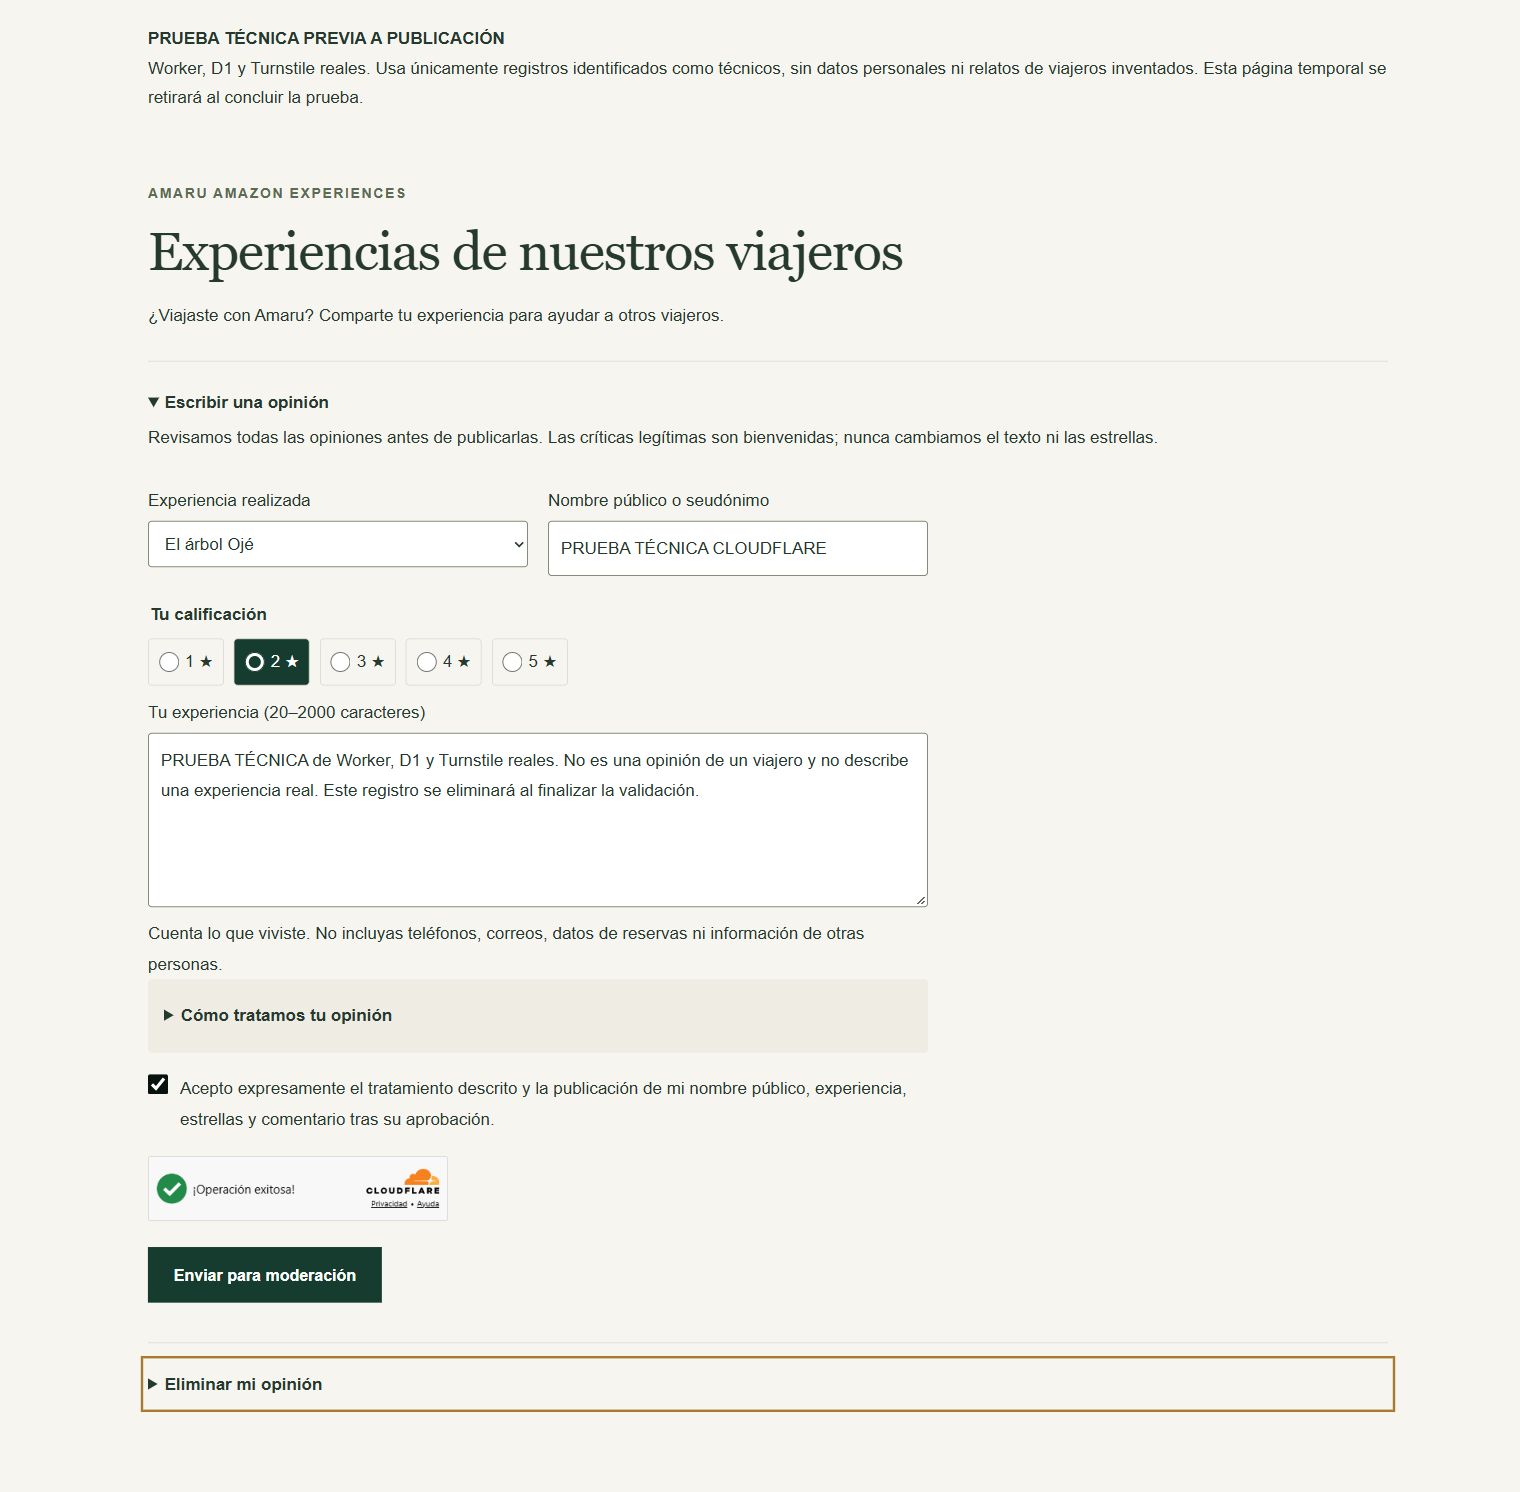 PRUEBA TÉCNICA PREVIA A PUBLICACIÓN
Worker, D1 y Turnstile reales. Usa únicamente registros identificados como técnicos, sin datos personales ni relatos de viajeros inventados. Esta página temporal se
retirará al concluir la prueba.
AMARU AMAZON EXPERIENCES
Experiencias de nuestros viajeros
¿Viajaste con Amaru? Comparte tu experiencia para ayudar a otros viajeros.
▼ Escribir una opinión
Revisamos todas las opiniones antes de publicarlas. Las críticas legítimas son bienvenidas; nunca cambiamos el texto ni las estrellas.
Experiencia realizada
El árbol Ojé
Nombre público o seudónimo
PRUEBA TÉCNICA CLOUDFLARE
Tu calificación
1 ★ 2 ★ 3 ★ 4 ★ 5 ★
Tu experiencia (20–2000 caracteres)
PRUEBA TÉCNICA de Worker, D1 y Turnstile reales. No es una opinión de un viajero y no describe
una experiencia real. Este registro se eliminará al finalizar la validación.
Cuenta lo que viviste. No incluyas teléfonos, correos, datos de reservas ni información de otras
personas.
▶ Cómo tratamos tu opinión
Acepto expresamente el tratamiento descrito y la publicación de mi nombre público, experiencia,
estrellas y comentario tras su aprobación.
¡Operación exitosa!
CLOUDFLARE
Privacidad • Ayuda
Enviar para moderación
▶ Eliminar mi opinión